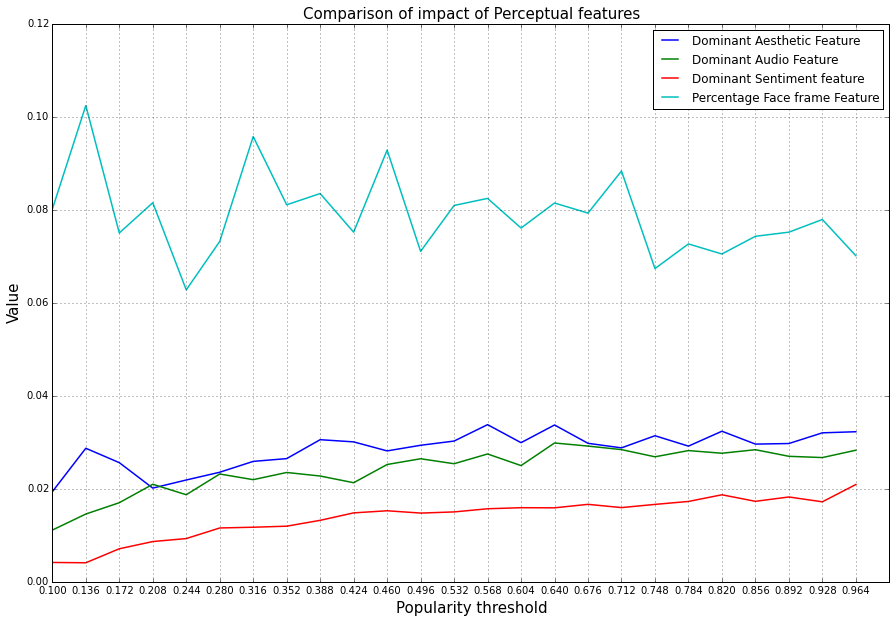 Comparison of impact of Perceptual features
Dominant Aesthetic Feature
Dominant Audio Feature
Dominant Sentiment feature
Percentage Face frame Feature
Value
0.12
0.10
0.08
0.06
0.04
0.02
0.00
0.100 0.136 0.172 0.208 0.244 0.280 0.316 0.352 0.388 0.424 0.460 0.496 0.532 0.568 0.604 0.640 0.676 0.712 0.748 0.784 0.820 0.856 0.892 0.928 0.964
Popularity threshold